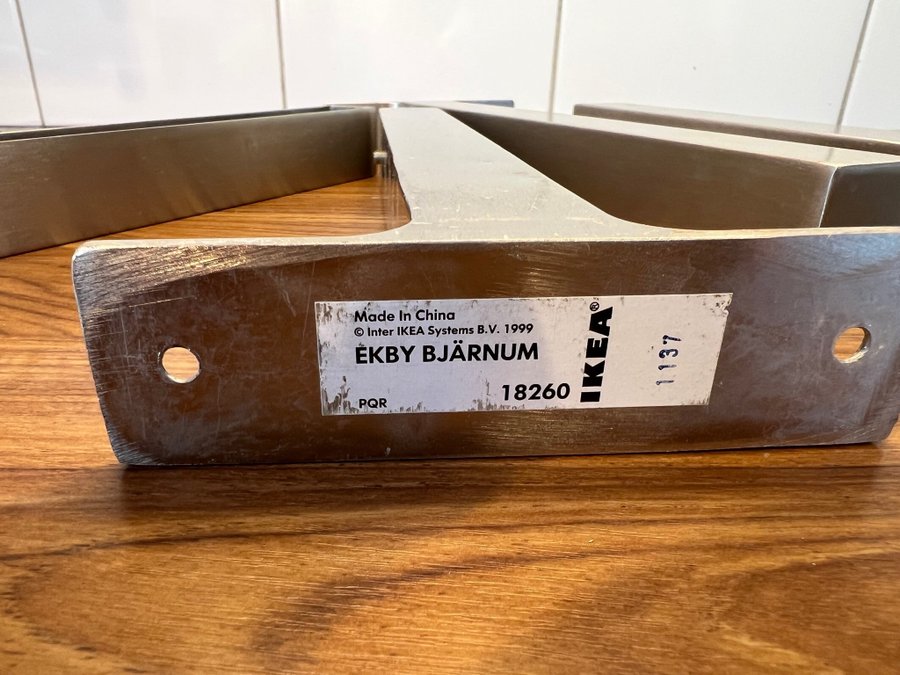 Made In China
© Inter IKEA Systems B.V. 1999
EKBY BJÄRNUM
18260
PQR
IKEA®
1137